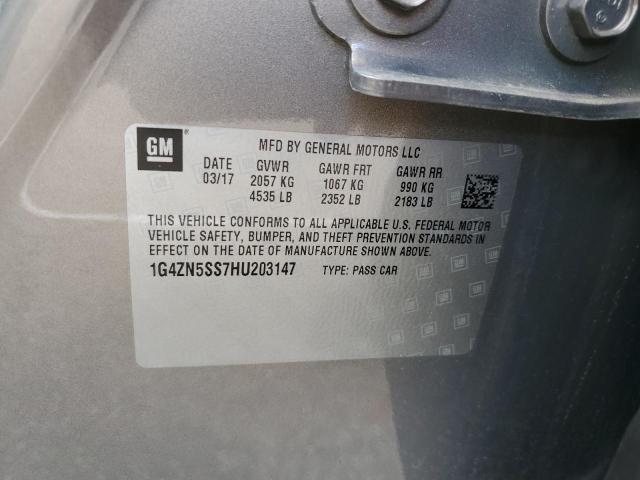 GM
MFD BY GENERAL MOTORS LLC
DATE GVWR GAWR FRT GAWR RR
03/17 2057 KG 1067 KG 990 KG
4535 LB 2352 LB 2183 LB
THIS VEHICLE CONFORMS TO ALL APPLICABLE U.S. FEDERAL MOTOR
VEHICLE SAFETY, BUMPER, AND THEFT PREVENTION STANDARDS IN
EFFECT ON THE DATE OF MANUFACTURE SHOWN ABOVE.
1G4ZN5SS7HU203147 TYPE: PASS CAR